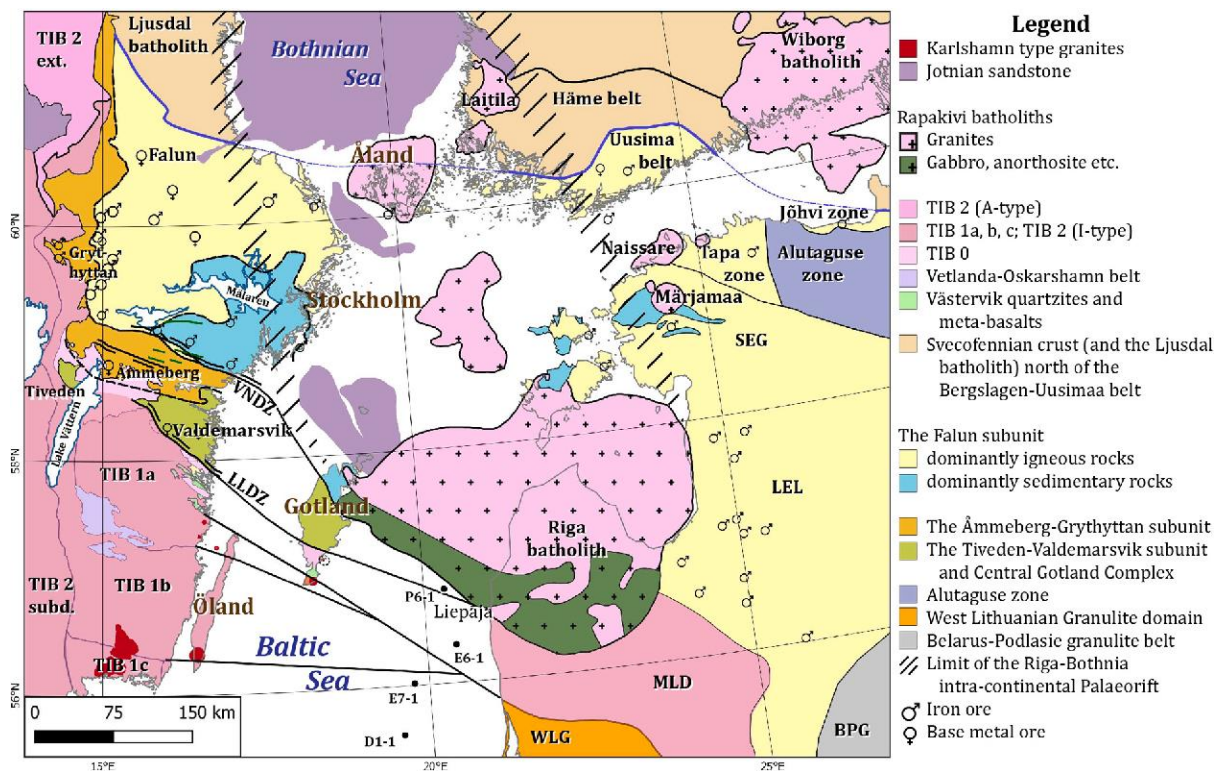 TIB 2
ext.
Ljusdal
batholith
Bothnian
Sea
Laitila
Häme belt
Wiborg
batholith
Falun
Åland
Uusima
belt
60°N
Gryt-
hyttan
Naissare
Tapa
zone
Jõhvi zone
Alutaguse
zone
Mälaren
Stockholm
Märjamaa
SEG
Åmmeberg
Tiveden
VNDZ
Lake Vättern
Valdemarsvik
58°N
TIB 1a
LLDZ
Gotland
LEL
Riga
batholith
TIB 2
subd.
TIB 1b
Öland
P6-1
Liepaja
Baltic
Sea
E6-1
TIB 1c
56°N
E7-1
MLD
0 75 150 km
D1-1
WLG
BPG
15°E
20°E
25°E
Legend
Karlshamn type granites
Jotnian sandstone
Rapakivi batholiths
Granites
Gabbro, anorthosite etc.
TIB 2 (A-type)
TIB 1a, b, c; TIB 2 (I-type)
TIB 0
Vetlanda-Oskarshamn belt
Västervik quartzites and
meta-basalts
Svecofennian crust (and the Ljusdal
batholith) north of the
Bergslagen-Uusimaa belt
The Falun subunit
dominantly igneous rocks
dominantly sedimentary rocks
The Åmmeberg-Grythyttan subunit
The Tiveden-Valdemarsvik subunit
and Central Gotland Complex
Alutaguse zone
West Lithuanian Granulite domain
Belarus-Podlasic granulite belt
Limit of the Riga-Bothnia
intra-continental Palaeorift
Iron ore
Base metal ore